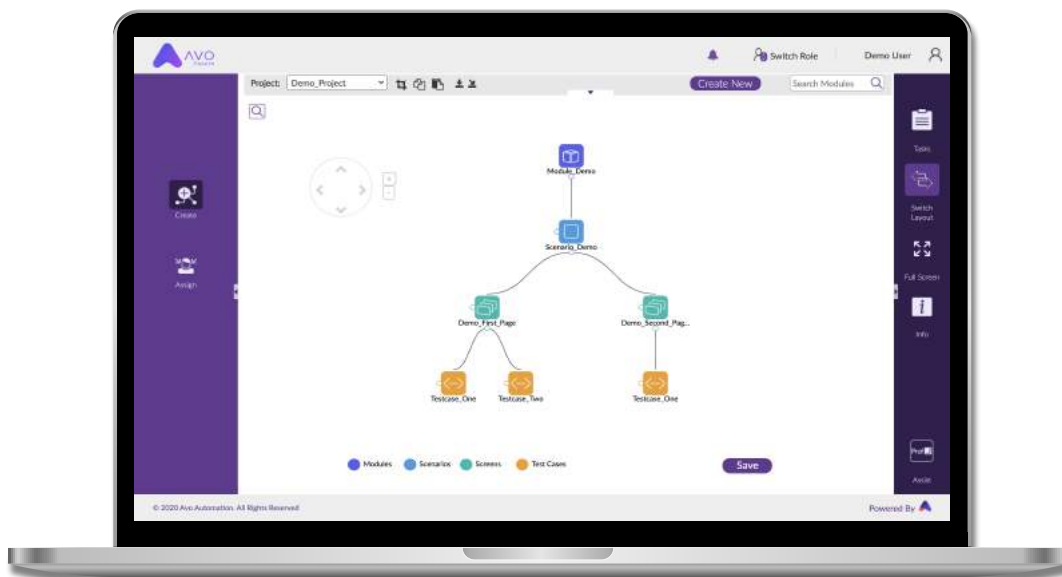 AVO
Switch Role
Demo User
Project:
Demo_Project
Create New
Search Modules
Tasks
Module_Demo
Switch
Layout
Create
Scenario_Demo
Full Screen
Assign
Demo_First_Page
Demo_Second_Pag...
Info
Testcase_One
Testcase_Two
Testcase_One
Modules
Scenarios
Screens
Test Cases
Save
Assist
© 2020 Avo Automation. All Rights Reserved
Powered By